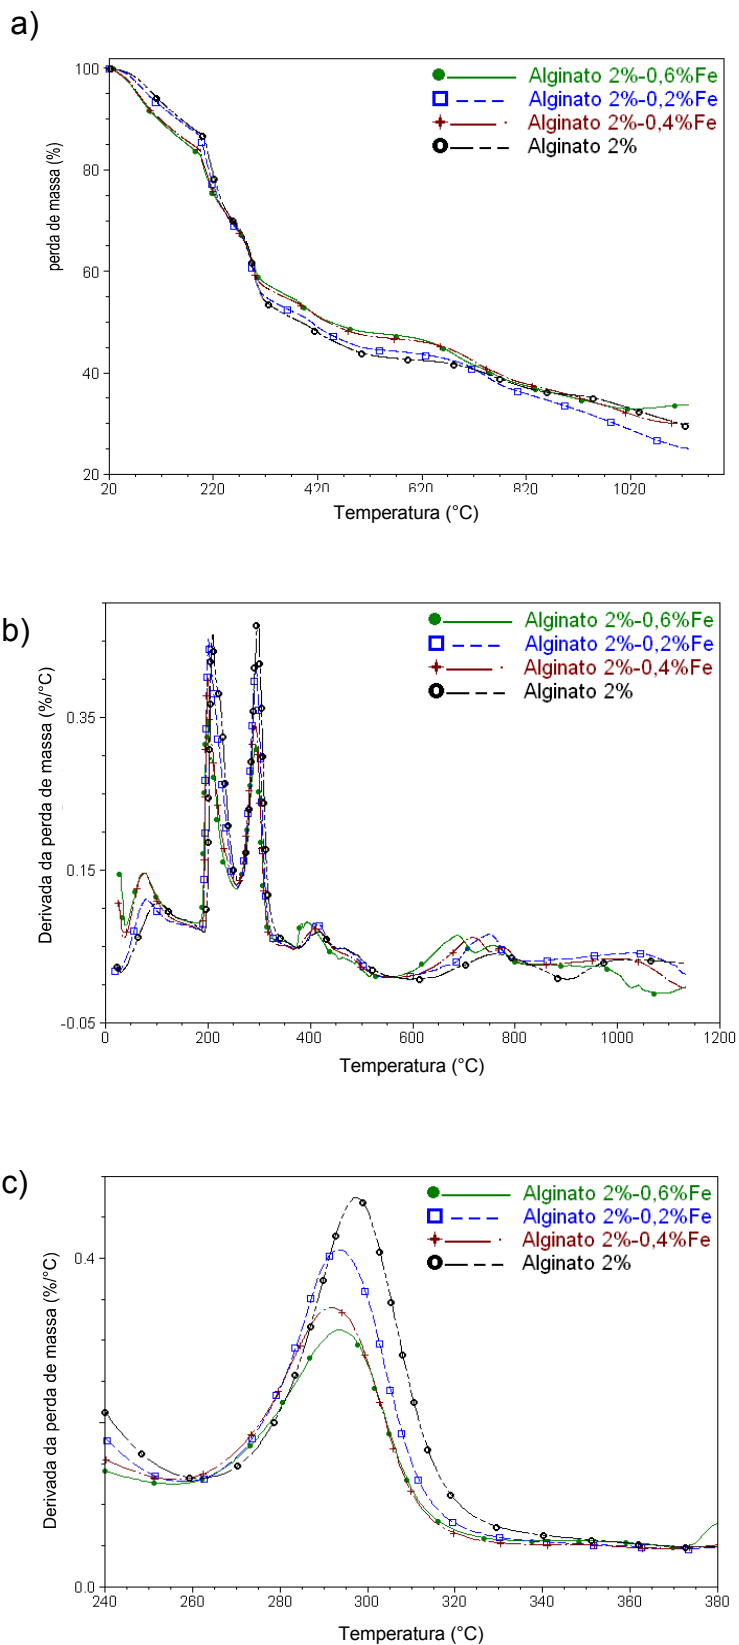 a)
100
80
60
40
20
perda de massa (%)
Alginato 2%-0,6%Fe
Alginato 2%-0,2%Fe
Alginato 2%-0,4%Fe
Alginato 2%
20 220 420 620 820 1020
Temperatura (°C)
b)
0.35
0.15
-0.05
Derivada da perda de massa (%/°C)
Alginato 2%-0,6%Fe
Alginato 2%-0,2%Fe
Alginato 2%-0,4%Fe
Alginato 2%
0 200 400 600 800 1000 1200
Temperatura (°C)
c)
0.4
0.0
Derivada da perda de massa (%/°C)
Alginato 2%-0,6%Fe
Alginato 2%-0,2%Fe
Alginato 2%-0,4%Fe
Alginato 2%
240 260 280 300 320 340 360 380
Temperatura (°C)